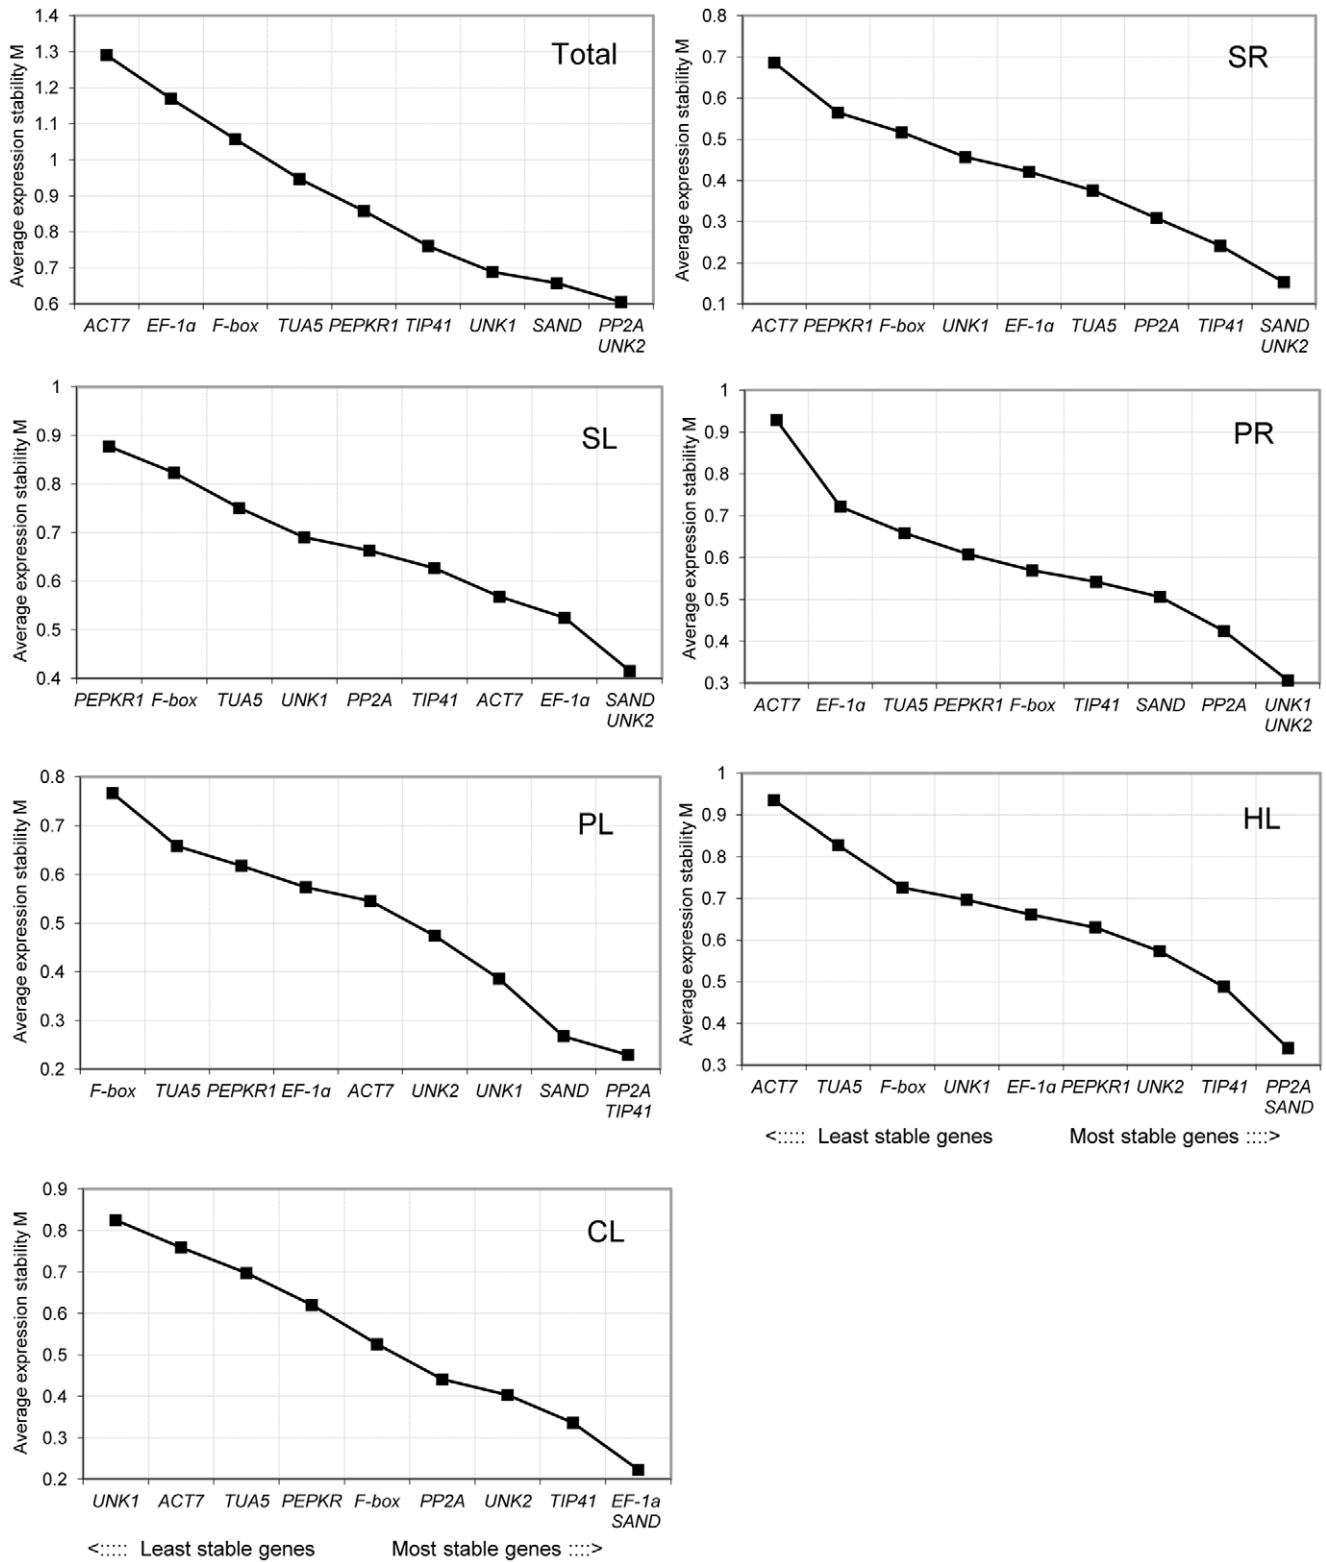 Total
Average expression stability M
1.4
1.3
1.2
1.1
1
0.9
0.8
0.7
0.6
ACT7 EF-1α F-box TUA5 PEPKR1 TIP41 UNK1 SAND PP2A
UNK2
SR
Average expression stability M
0.8
0.7
0.6
0.5
0.4
0.3
0.2
0.1
ACT7 PEPKR1 F-box UNK1 EF-1α TUA5 PP2A TIP41 SAND
UNK2
SL
Average expression stability M
1
0.9
0.8
0.7
0.6
0.5
0.4
PEPKR1 F-box TUA5 UNK1 PP2A TIP41 ACT7 EF-1α SAND
UNK2
PR
Average expression stability M
1
0.9
0.8
0.7
0.6
0.5
0.4
0.3
ACT7 EF-1α TUA5 PEPKR1 F-box TIP41 SAND PP2A UNK1
UNK2
PL
Average expression stability M
0.8
0.7
0.6
0.5
0.4
0.3
0.2
F-box TUA5 PEPKR1 EF-1α ACT7 UNK2 UNK1 SAND PP2A
TIP41
HL
Average expression stability M
1
0.9
0.8
0.7
0.6
0.5
0.4
0.3
ACT7 TUA5 F-box UNK1 EF-1α PEPKR1 UNK2 TIP41 PP2A
SAND
<::::: Least stable genes Most stable genes ::::>
CL
Average expression stability M
0.9
0.8
0.7
0.6
0.5
0.4
0.3
0.2
UNK1 ACT7 TUA5 PEPKR F-box PP2A UNK2 TIP41 EF-1a
SAND
<::::: Least stable genes Most stable genes ::::>